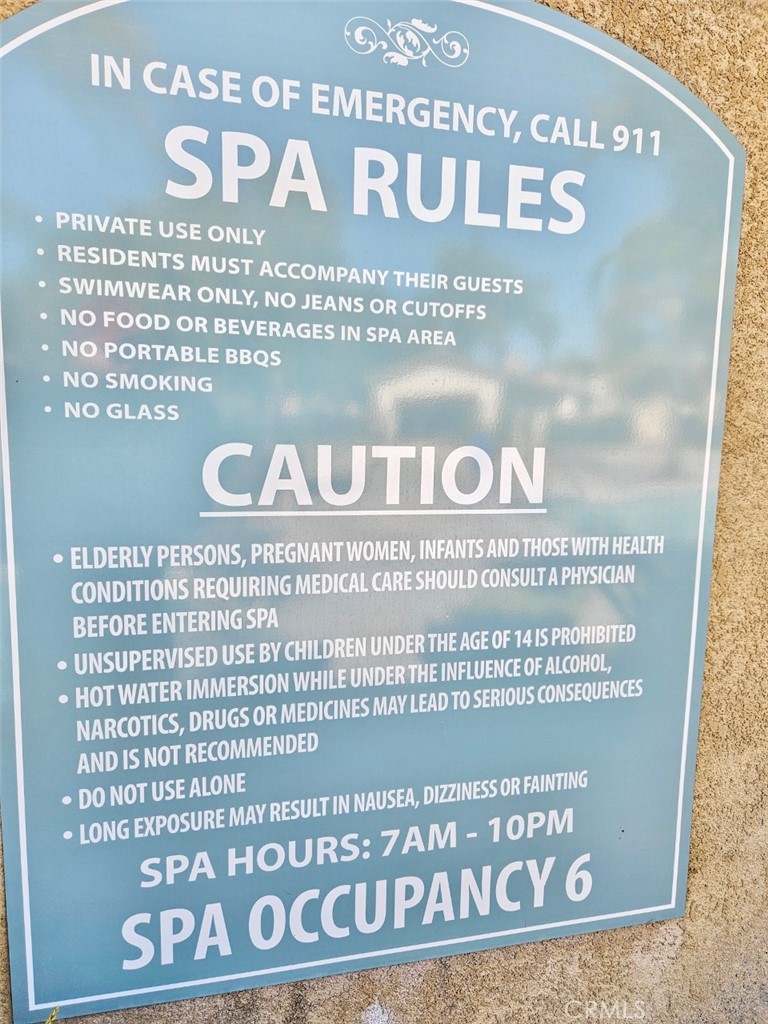 IN CASE OF EMERGENCY, CALL 911
SPA RULES
• PRIVATE USE ONLY
• RESIDENTS MUST ACCOMPANY THEIR GUESTS
• SWIMWEAR ONLY, NO JEANS OR CUTOFFS
• NO FOOD OR BEVERAGES IN SPA AREA
• NO PORTABLE BBQS
• NO SMOKING
• NO GLASS
CAUTION
• ELDERLY PERSONS, PREGNANT WOMEN, INFANTS AND THOSE WITH HEALTH
CONDITIONS REQUIRING MEDICAL CARE SHOULD CONSULT A PHYSICIAN
BEFORE ENTERING SPA
• UNSUPERVISED USE BY CHILDREN UNDER THE AGE OF 14 IS PROHIBITED
• HOT WATER IMMERSION WHILE UNDER THE INFLUENCE OF ALCOHOL,
NARCOTICS, DRUGS OR MEDICINES MAY LEAD TO SERIOUS CONSEQUENCES
AND IS NOT RECOMMENDED
• DO NOT USE ALONE
• LONG EXPOSURE MAY RESULT IN NAUSEA, DIZZINESS OR FAINTING
SPA HOURS: 7AM - 10PM
SPA OCCUPANCY 6
CRMLS